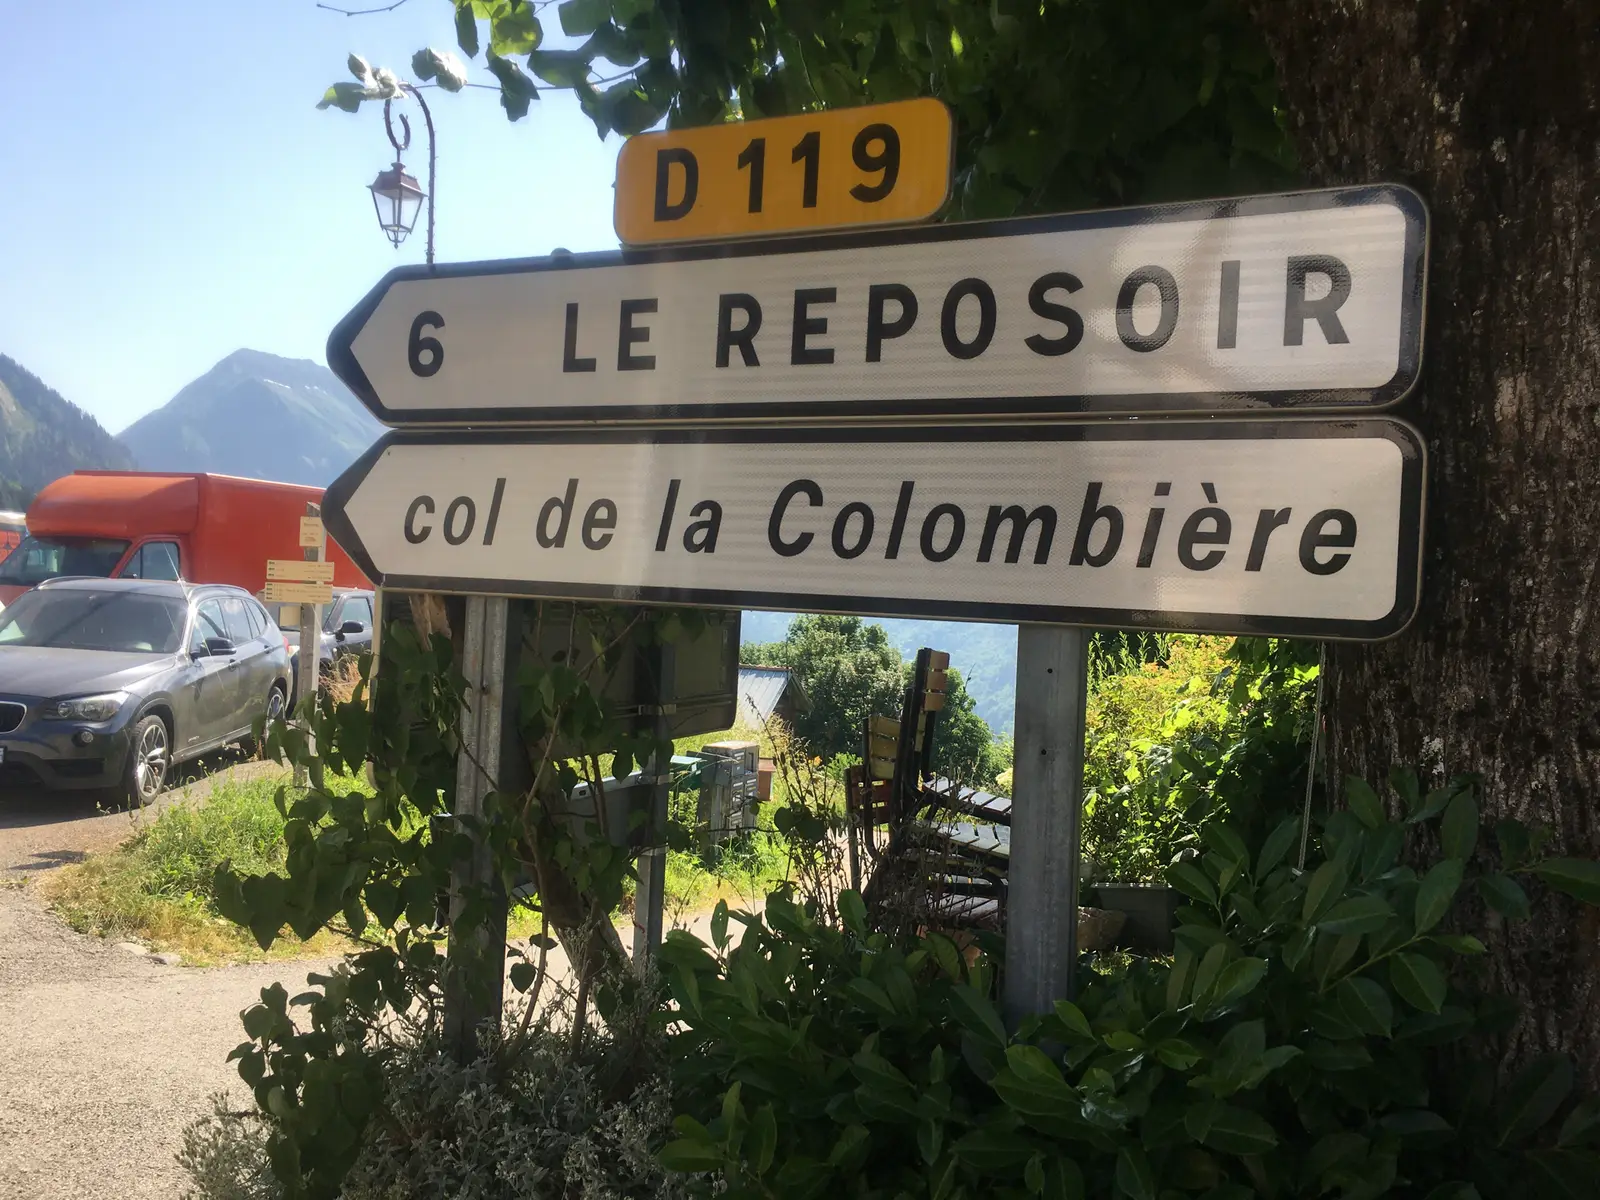 D 119
6 LE REPOSOIR
col de la Colombière